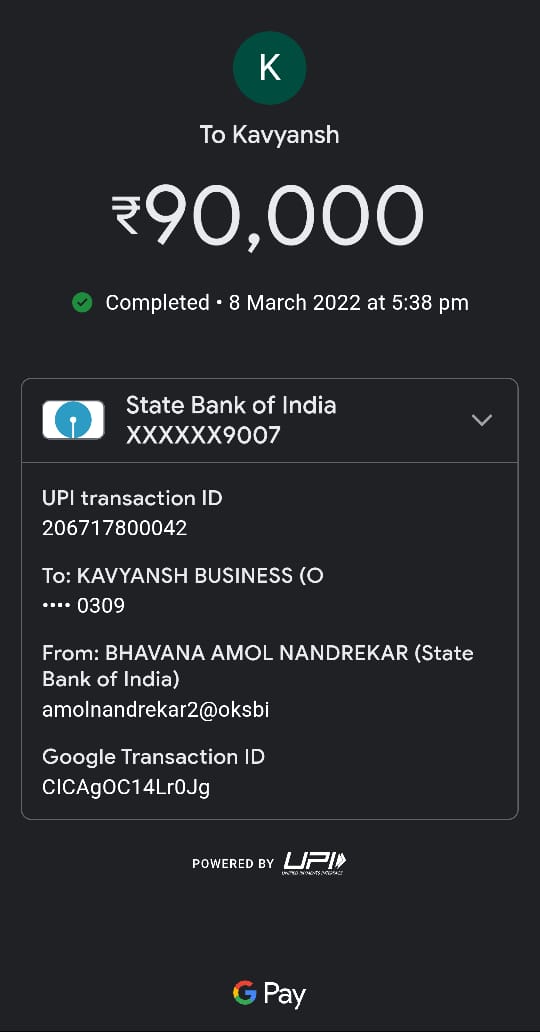 K
To Kavyansh
₹90,000
Completed • 8 March 2022 at 5:38 pm
State Bank of India
XXXXXX9007
UPI transaction ID
206717800042
To: KAVYANSH BUSINESS (O
•••• 0309
From: BHAVANA AMOL NANDREKAR (State
Bank of India)
amolnandrekar2@oksbi
Google Transaction ID
CICAgOC14Lr0Jg
POWERED BY UPI
UNIFIED PAYMENTS INTERFACE
G Pay